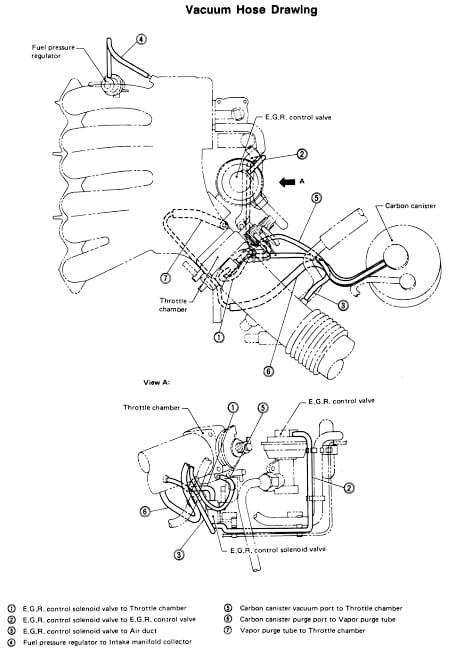 Vacuum Hose Drawing
4
Fuel pressure
regulator
E.G.R. control valve
2
A
5
Carbon canister
7
Throttle
chamber
3
1
6
View A:
E.G.R. control valve
Throttle chamber
1
5
2
6
3
E.G.R. control solenoid valve
1 E.G.R. control solenoid valve to Throttle chamber
2 E.G.R. control solenoid valve to E.G.R. control valve
3 E.G.R. control solenoid valve to Air duct
4 Fuel pressure regulator to Intake manifold collector
5 Carbon canister vacuum port to Throttle chamber
6 Carbon canister purge port to Vapor purge tube
7 Vapor purge tube to Throttle chamber